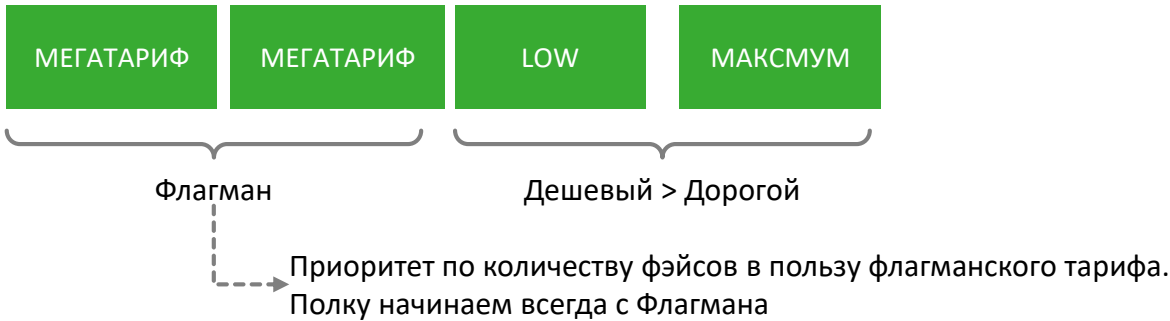 МЕГАТАРИФ МЕГАТАРИФ LOW МАКСМУМ
Флагман Дешевый > Дорогой
Приоритет по количеству фэйсов в пользу флагманского тарифа.
Полку начинаем всегда с Флагмана